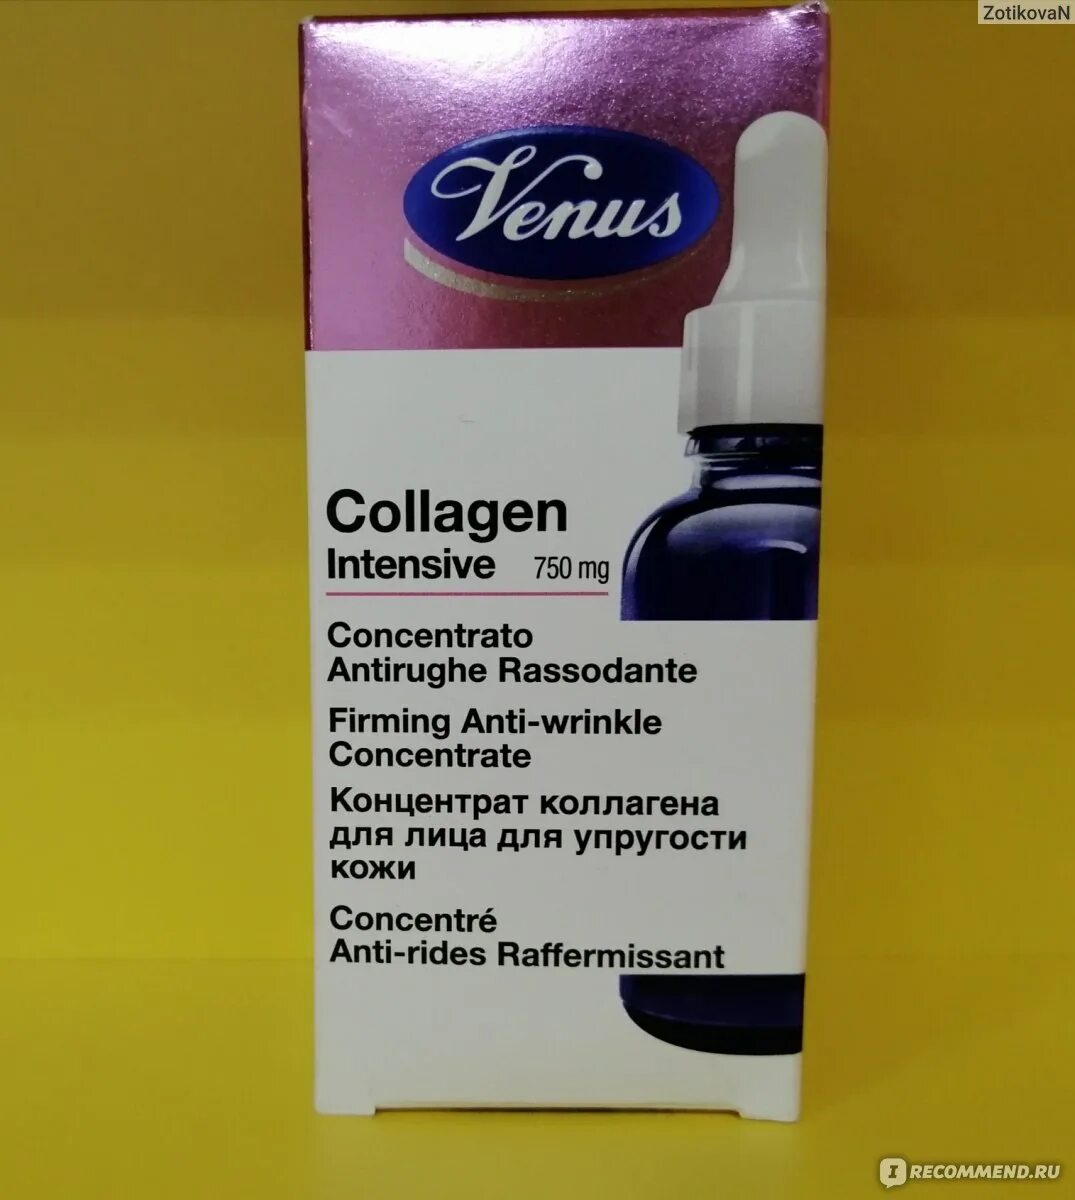 ZotikovaN
Venus
Collagen
Intensive 750 mg
Concentrato
Antirughe Rassodante
Firming Anti-wrinkle
Concentrate
Концентрат коллагена
для лица для упругости
кожи
Concentré
Anti-rides Raffermissant
I RECOMMEND.RU